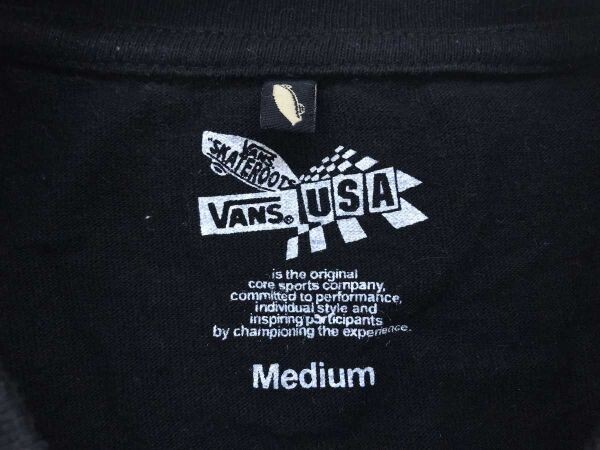 VANS
"SKATEROOTS
VANS® USA
is the original
core sports company,
committed to performance,
individual style and
inspiring participants
by championing the experience.
Medium